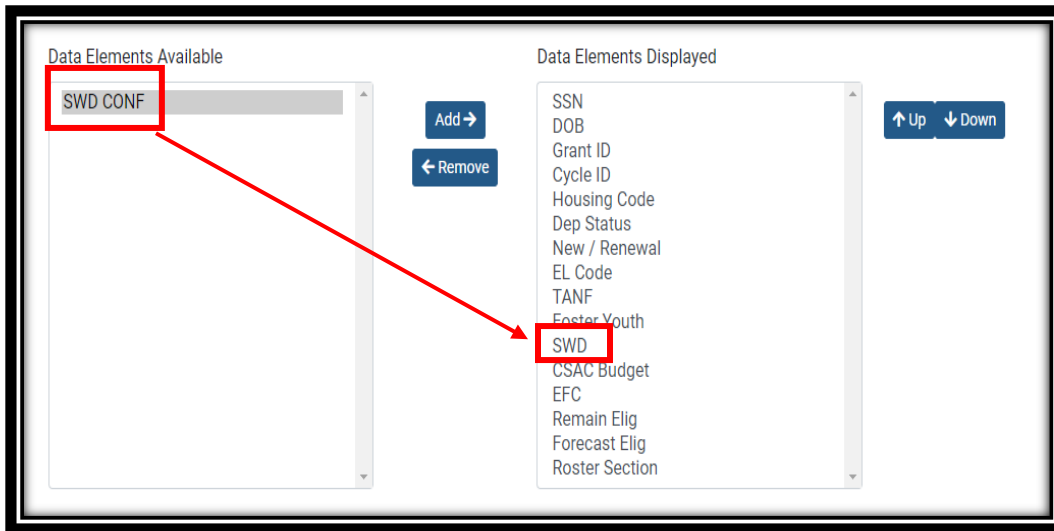 Data Elements Available
SWD CONF
Add →
← Remove
Data Elements Displayed
SSN
DOB
Grant ID
Cycle ID
Housing Code
Dep Status
New / Renewal
EL Code
TANF
Foster Youth
SWD
CSAC Budget
EFC
Remain Elig
Forecast Elig
Roster Section
↑ Up ↓ Down